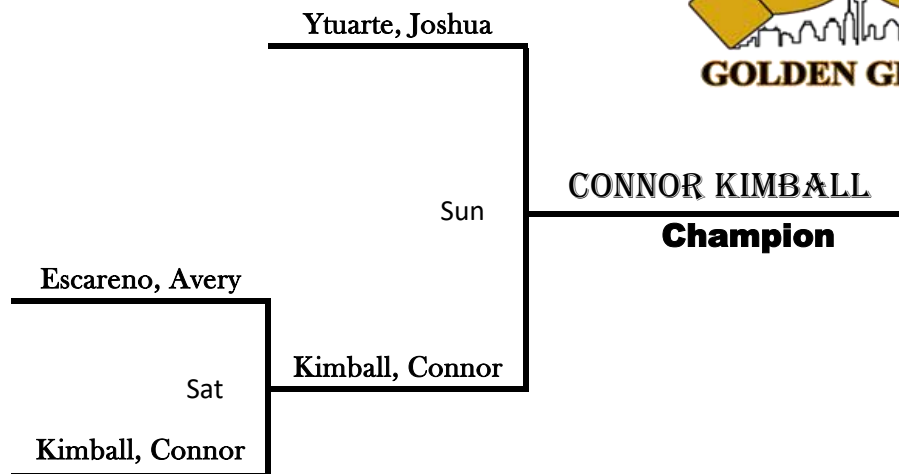 Ytuarte, Joshua
GOLDEN
CONNOR KIMBALL
Sun
Champion
Escareno, Avery
Kimball, Connor
Sat
Kimball, Connor